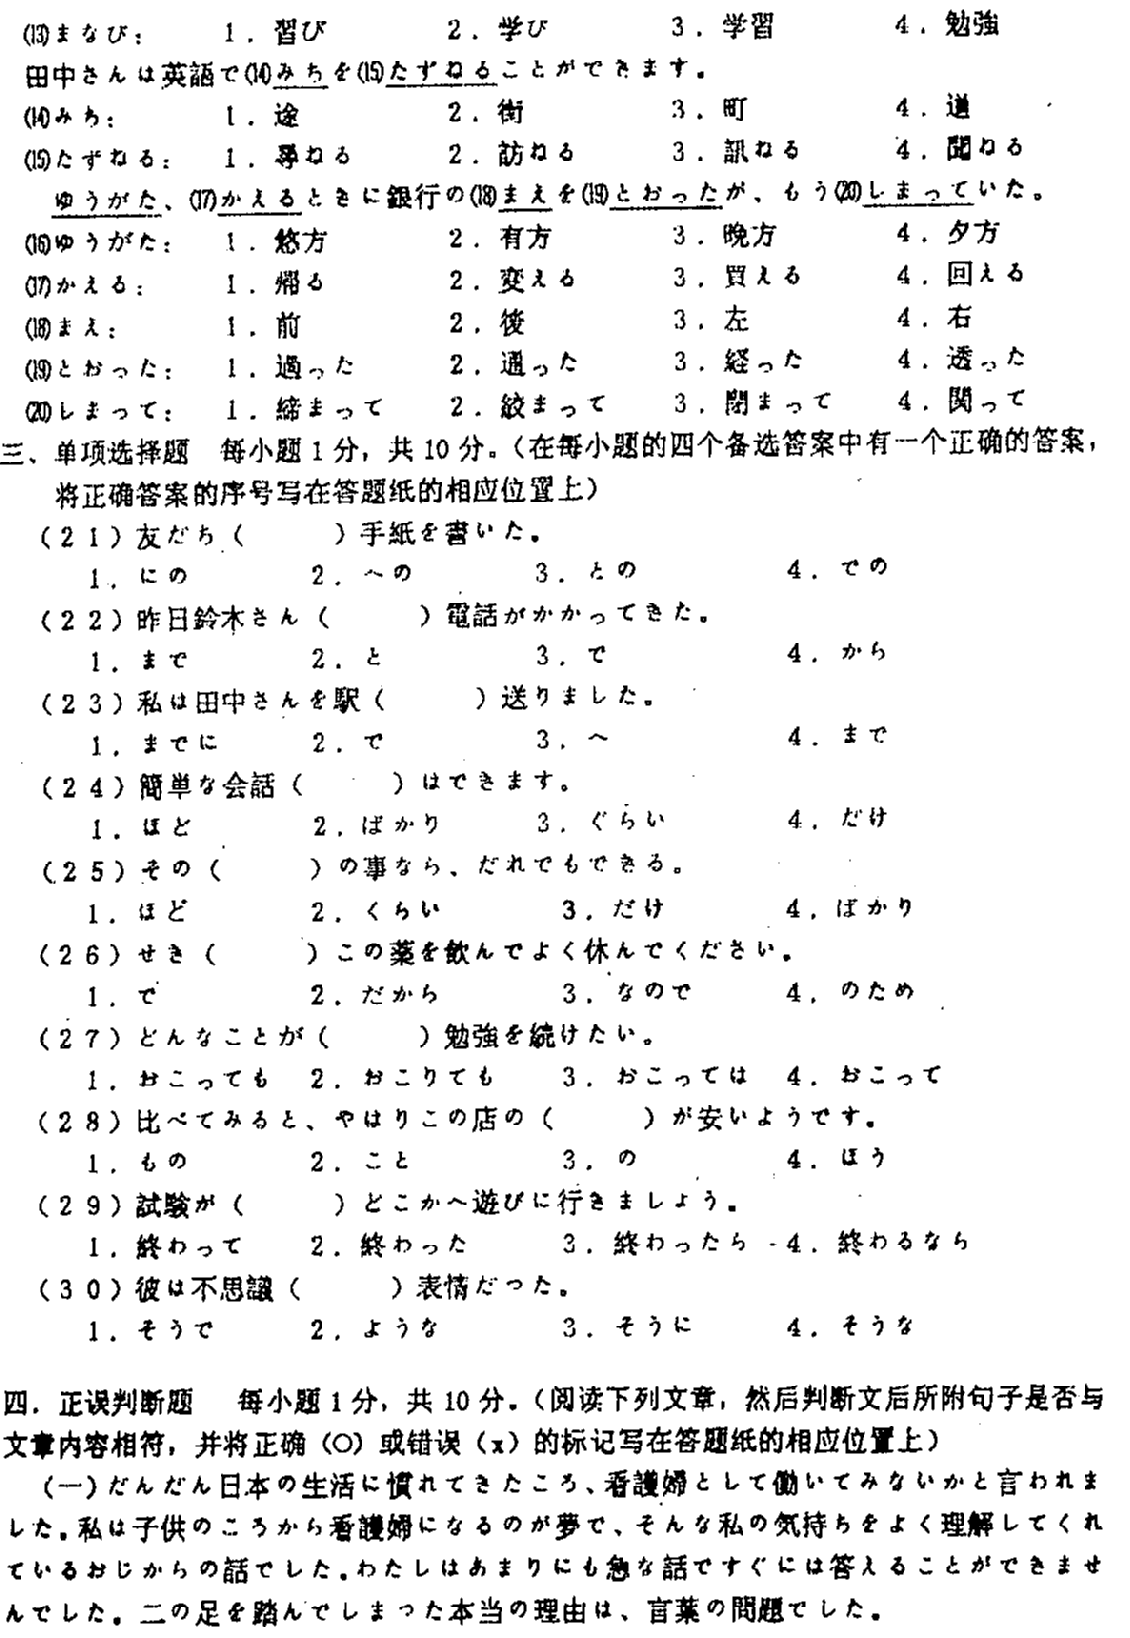 ⒀まなび： 1．習び 2．学び 3．学習 4．勉強
田中さんは英語で⒁みちを⒂たずねることができます。
⒁みち： 1．途 2．街 3．町 4．道
⒂たずねる： 1．尋ねる 2．訪ねる 3．訊ねる 4．聞ねる
ゆうがた、⒄かえるときに銀行の⒅まえを⒆とおったが、もう⒇しまっていた。
⒃ゆうがた： 1．悠方 2．有方 3．晩方 4．夕方
⒄かえる： 1．帰る 2．変える 3．買える 4．回える
⒅まえ： 1．前 2．後 3．左 4．右
⒆とおった： 1．過った 2．通った 3．経った 4．透った
⒇しまって： 1．締まって 2．絞まって 3．閉まって 4．関って
三、单项选择题 每小题1分，共10分。（在每小题的四个备选答案中有一个正确的答案，
将正确答案的序号写在答题纸的相应位置上）
（21）友だち（ ）手紙を書いた。
1．にの 2．への 3．との 4．での
（22）昨日鈴木さん（ ）電話がかかってきた。
1．まで 2．と 3．で 4．から
（23）私は田中さんを駅（ ）送りました。
1．までに 2．で 3．へ 4．まで
（24）簡単な会話（ ）はできます。
1．ほど 2．ばかり 3．ぐらい 4．だけ
（25）その（ ）の事なら、だれでもできる。
1．ほど 2．くらい 3．だけ 4．ばかり
（26）せき（ ）この薬を飲んでよく休んでください。
1．で 2．だから 3．なので 4．のため
（27）どんなことが（ ）勉強を続けたい。
1．おこっても 2．おこりても 3．おこっては 4．おこって
（28）比べてみると、やはりこの店の（ ）が安いようです。
1．もの 2．こと 3．の 4．ほう
（29）試験が（ ）どこかへ遊びに行きましょう。
1．終わって 2．終わった 3．終わったら 4．終わるなら
（30）彼は不思議（ ）表情だった。
1．そうで 2．ような 3．そうに 4．そうな
四．正误判断题 每小题1分，共10分。（阅读下列文章，然后判断文后所附句子是否与
文章内容相符，并将正确（○）或错误（x）的标记写在答题纸的相应位置上）
（一）だんだん日本の生活に慣れてきたころ、看護婦として働いてみないかと言われま
した。私は子供のころから看護婦になるのが夢で、そんな私の気持ちをよく理解してくれ
ているおじからの話でした。わたしはあまりにも急な話ですぐには答えることができませ
んでした。二の足を踏んでしまった本当の理由は、言葉の問題でした。